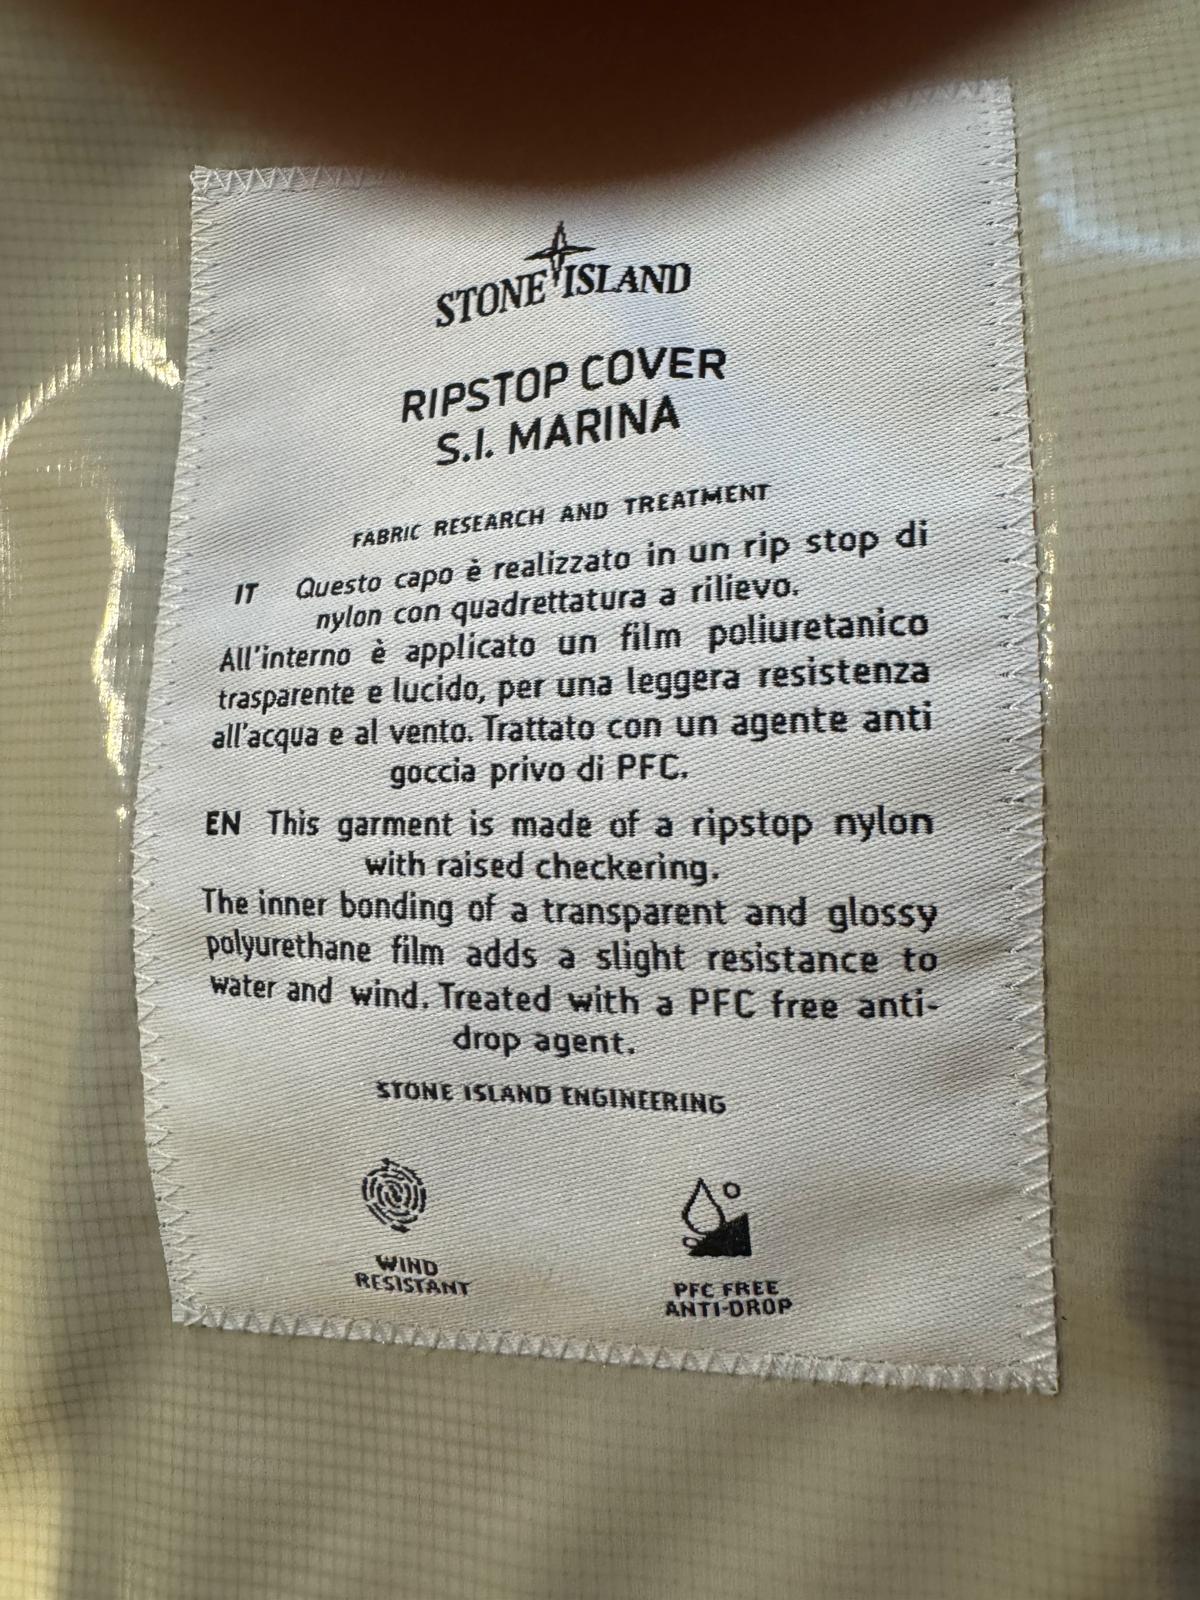 STONE ISLAND
RIPSTOP COVER
S.I. MARINA
FABRIC RESEARCH AND TREATMENT
IT Questo capo è realizzato in un rip stop di
nylon con quadrettatura a rilievo.
All'interno è applicato un film poliuretanico
trasparente e lucido, per una leggera resistenza
all'acqua e al vento. Trattato con un agente anti
goccia privo di PFC.
EN This garment is made of a ripstop nylon
with raised checkering.
The inner bonding of a transparent and glossy
polyurethane film adds a slight resistance to
water and wind. Treated with a PFC free anti-
drop agent.
STONE ISLAND ENGINEERING
WIND
RESISTANT
PFC FREE
ANTI-DROP